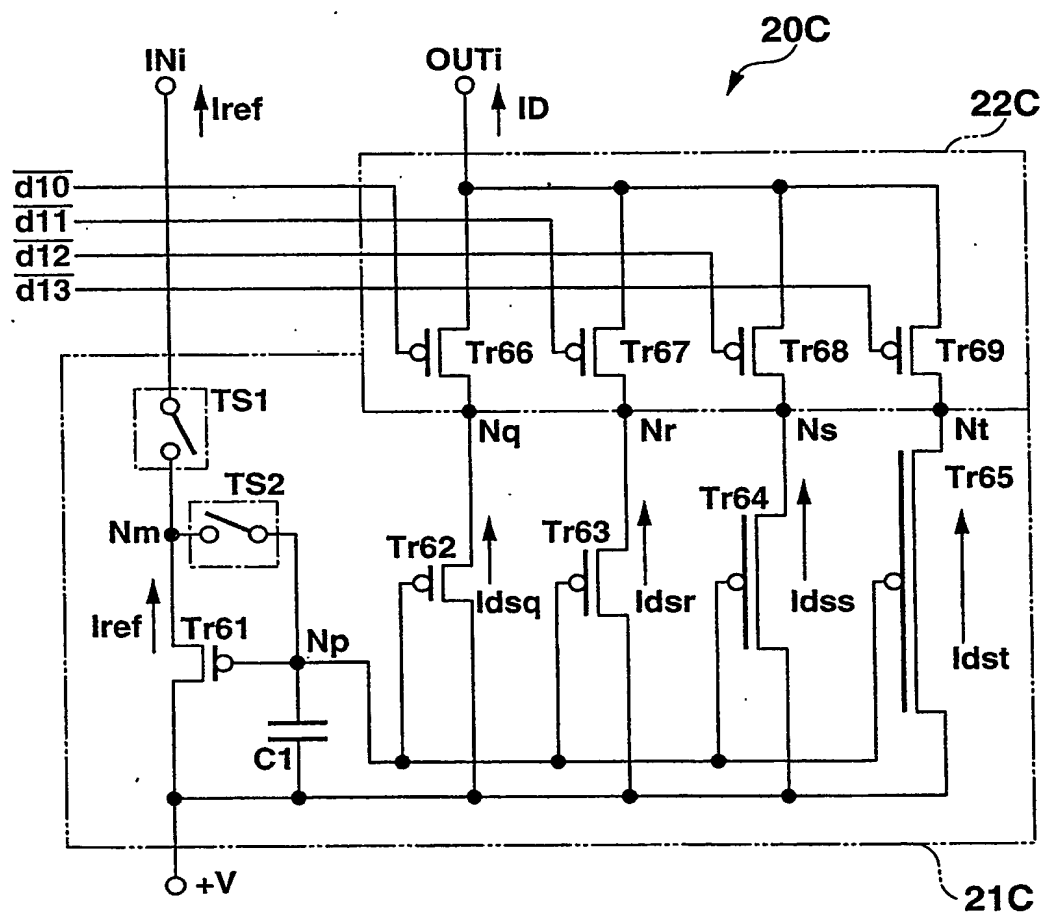 20C
INi
OUTi
Iref
ID
22C
d10
d11
d12
d13
Tr66
Tr67
Tr68
Tr69
TS1
Nq
Nr
Ns
Nt
TS2
Tr65
Tr64
Nm
Tr62
Tr63
Idsq
Idsr
Idss
Iref
Tr61
Np
Idst
C1
+V
21C